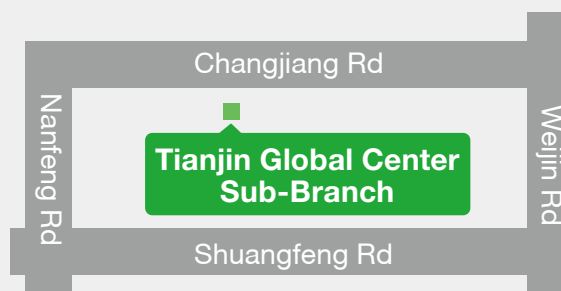 Changjiang Rd
Nanfeng Rd
Weijin Rd
Tianjin Global Center
Sub-Branch
Shuangfeng Rd